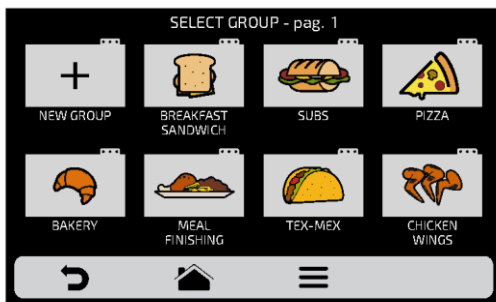 SELECT GROUP - pag. 1
NEW GROUP
BREAKFAST
SANDWICH
SUBS
PIZZA
BAKERY
MEAL
FINISHING
TEX-MEX
CHICKEN
WINGS